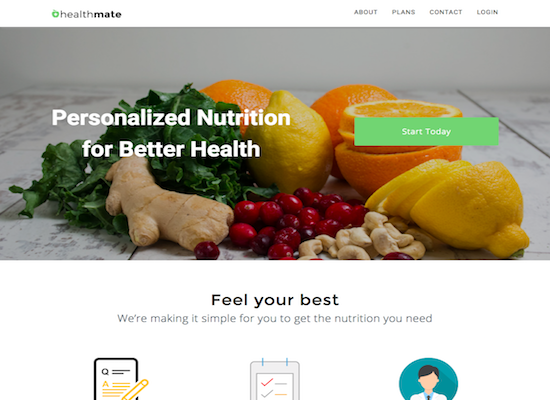 healthmate
ABOUT PLANS CONTACT LOGIN
Personalized Nutrition
for Better Health
Start Today
Feel your best
We're making it simple for you to get the nutrition you need
Q
A